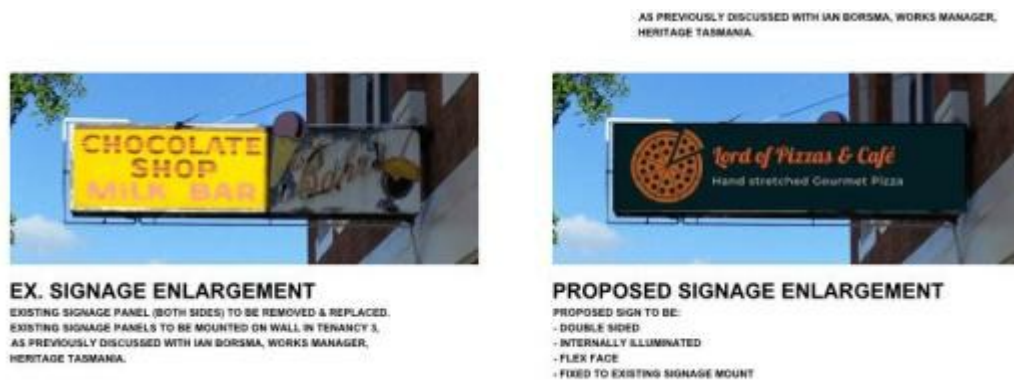 AS PREVIOUSLY DISCUSSED WITH IAN BORSMA, WORKS MANAGER,
HERITAGE TASMANIA.
CHOCOLATE
SHOP
MILK BAR
Lord of Pizzas & Café
Hand stretched Gourmet Pizza
EX. SIGNAGE ENLARGEMENT
EXISTING SIGNAGE PANEL (BOTH SIDES) TO BE REMOVED & REPLACED.
EXISTING SIGNAGE PANELS TO BE MOUNTED ON WALL IN TENANCY 3,
AS PREVIOUSLY DISCUSSED WITH IAN BORSMA, WORKS MANAGER,
HERITAGE TASMANIA.
PROPOSED SIGNAGE ENLARGEMENT
PROPOSED SIGN TO BE:
- DOUBLE SIDED
- INTERNALLY ILLUMINATED
- FLEX FACE
- FIXED TO EXISTING SIGNAGE MOUNT